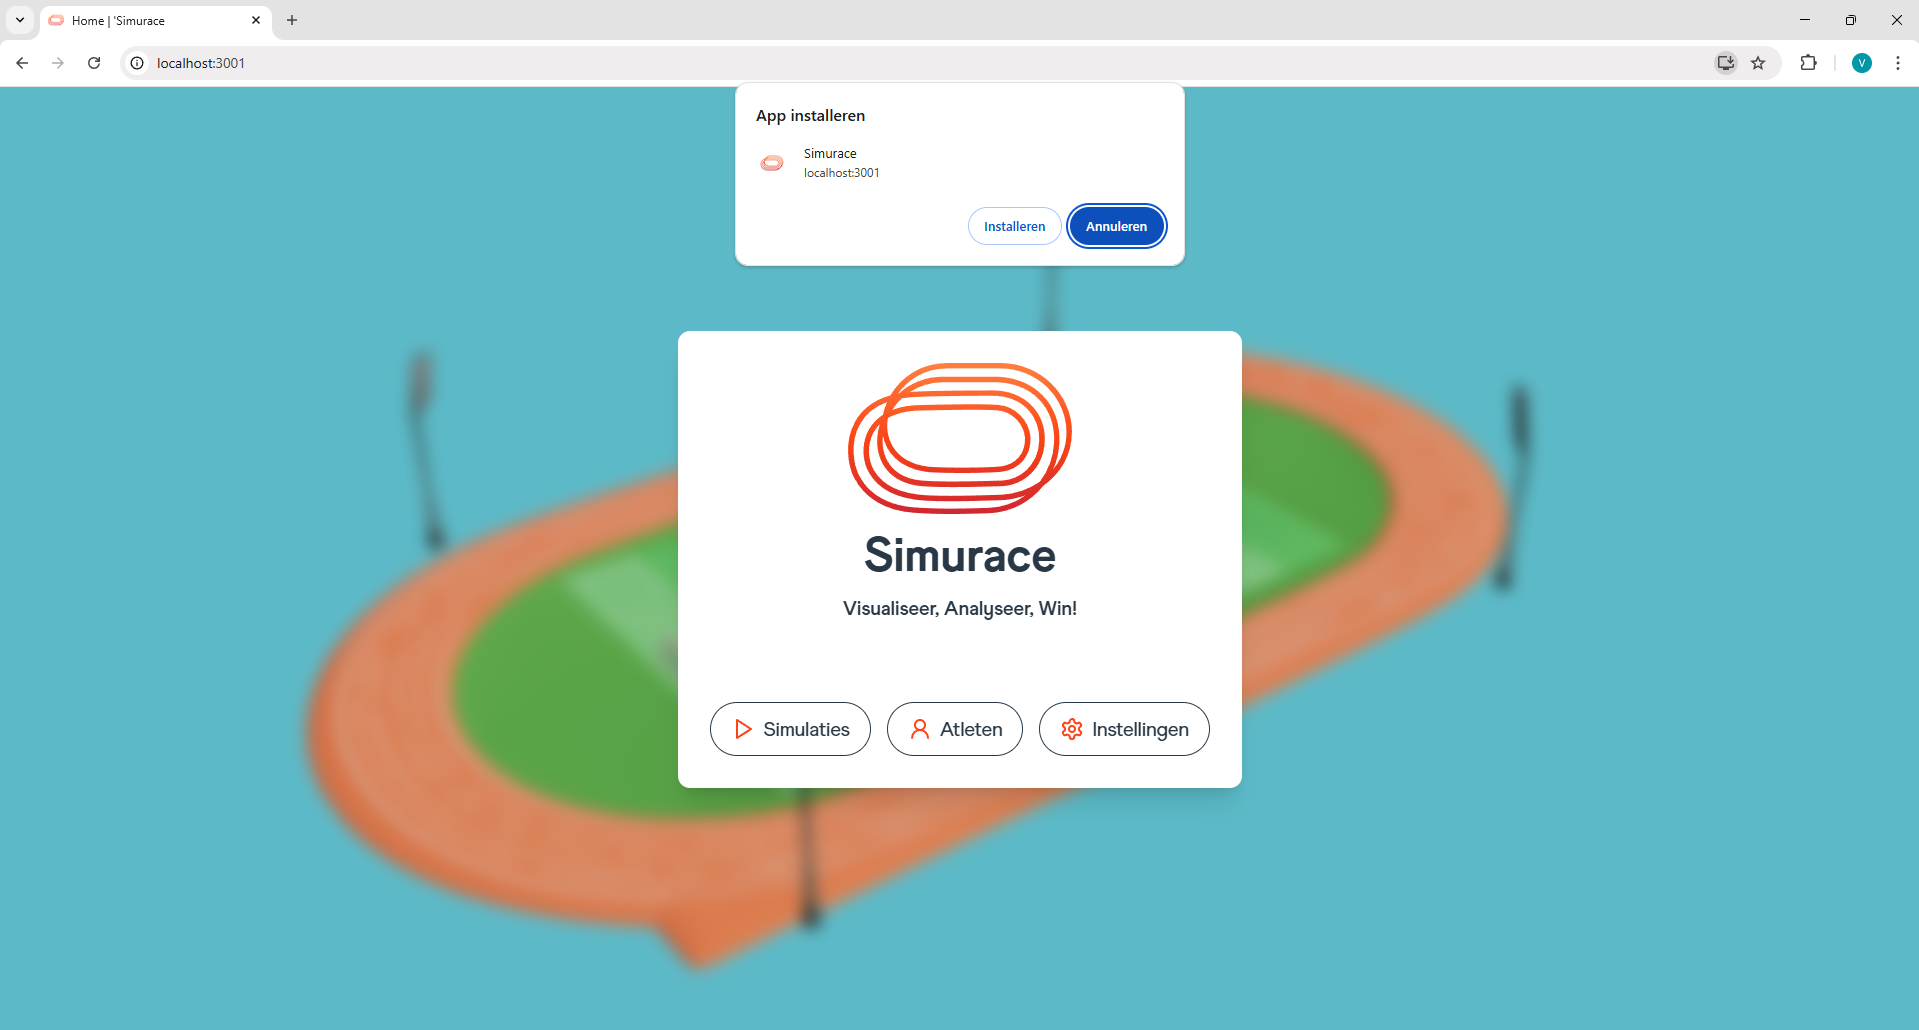 Home | 'Simurace
localhost:3001
V
App installeren
Simurace
localhost:3001
Installeren
Annuleren
Simurace
Visualiseer, Analyseer, Win!
Simulaties
Atleten
Instellingen